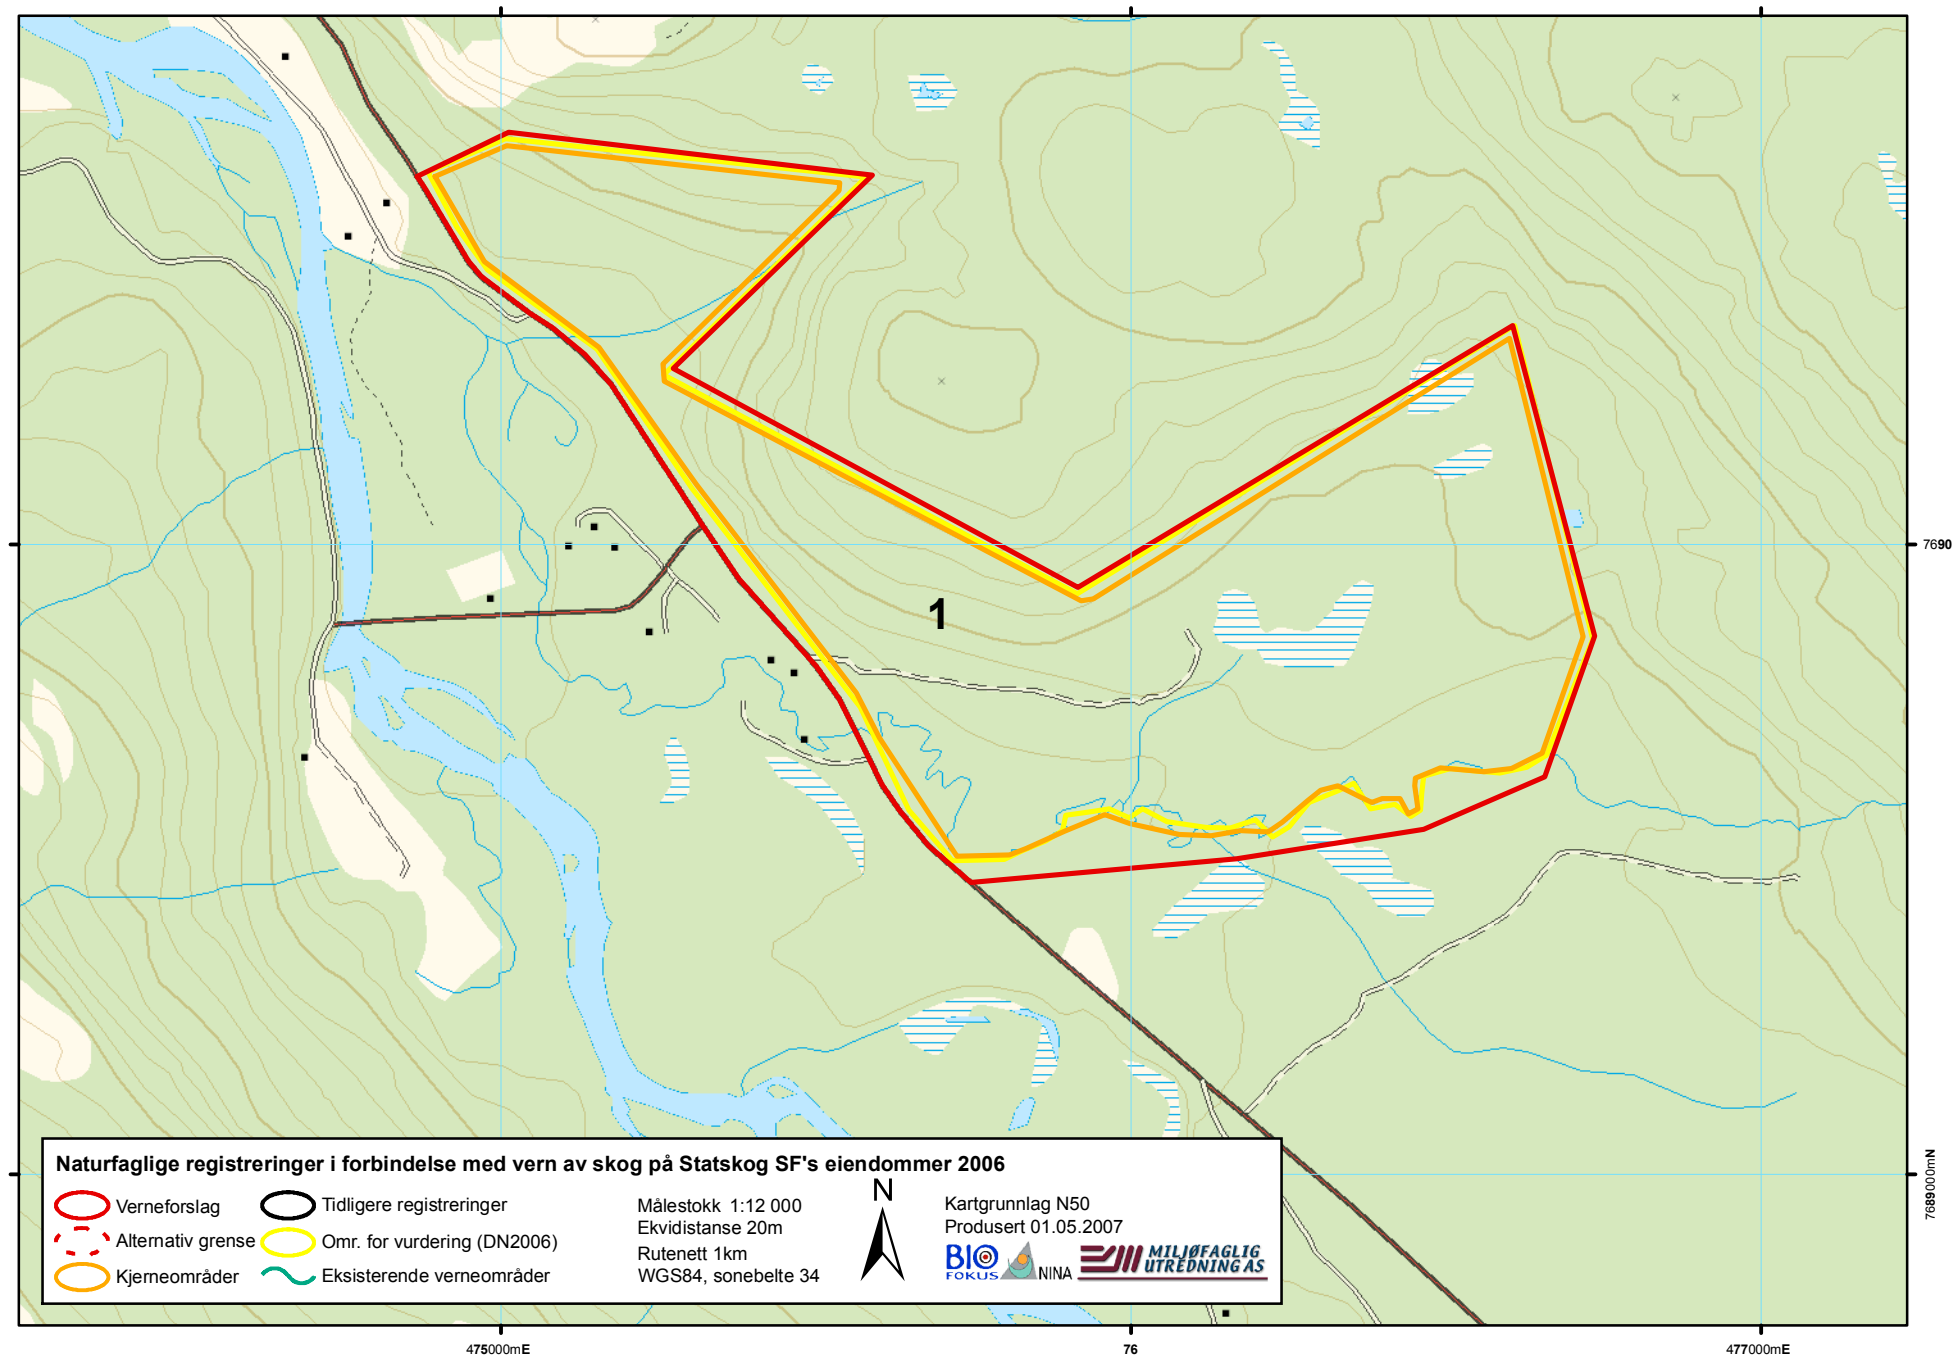 1
7690
7689000mN
Naturfaglige registreringer i forbindelse med vern av skog på Statskog SF's eiendommer 2006
Verneforslag
Alternativ grense
Kjerneområder
Tidligere registreringer
Omr. for vurdering (DN2006)
Eksisterende verneområder
Målestokk 1:12 000
Ekvidistanse 20m
Rutenett 1km
WGS84, sonebelte 34
N
Kartgrunnlag N50
Produsert 01.05.2007
BIO
FOKUS
NINA
MILJØFAGLIG
UTREDNING AS
475000mE
76
477000mE